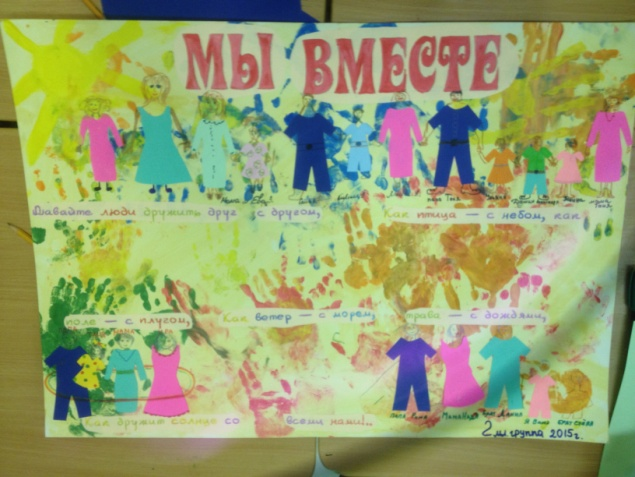 МЫ ВМЕСТЕ
Давайте люди дружить друг с другом,
Как птица — с небом, как
поле — с плугом,
Как ветер — с морем,
трава — с дождями,
Как дружит солнце со всеми нами!..
2 мл. группа 2015г.